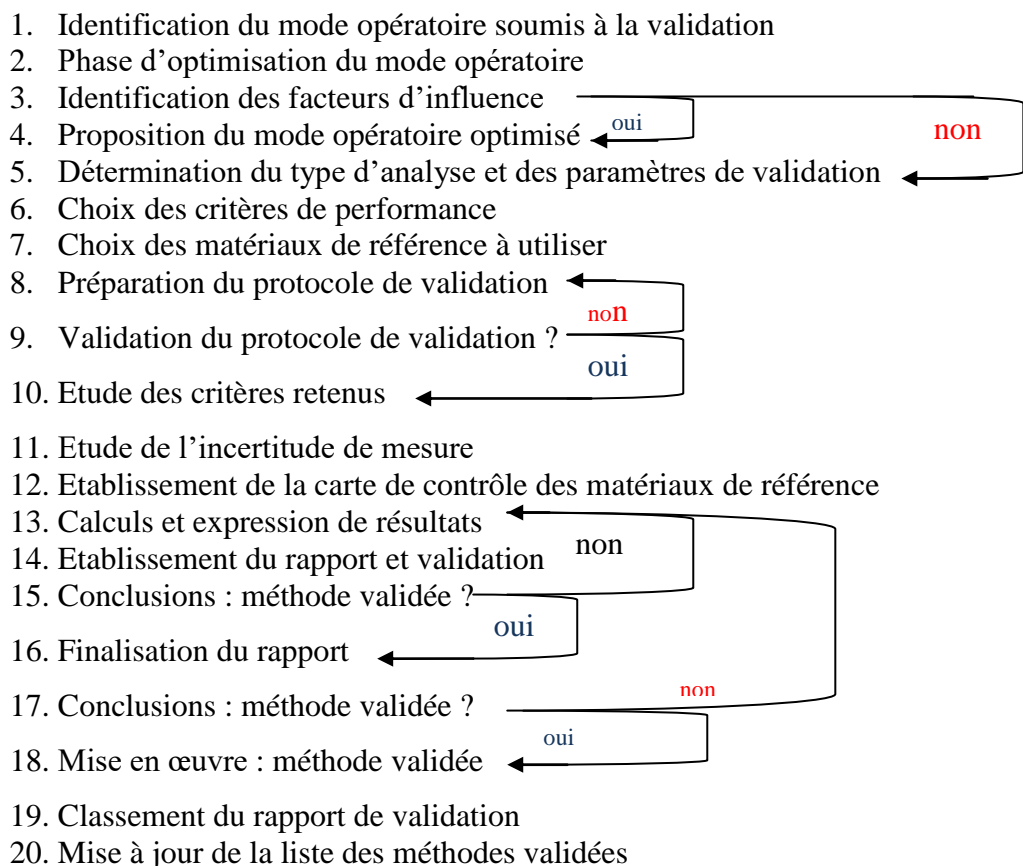 1. Identification du mode opératoire soumis à la validation
2. Phase d’optimisation du mode opératoire
3. Identification des facteurs d’influence
4. Proposition du mode opératoire optimisé oui non
5. Détermination du type d’analyse et des paramètres de validation
6. Choix des critères de performance
7. Choix des matériaux de référence à utiliser
8. Préparation du protocole de validation
non
9. Validation du protocole de validation ?
oui
10. Etude des critères retenus
11. Etude de l’incertitude de mesure
12. Etablissement de la carte de contrôle des matériaux de référence
13. Calculs et expression de résultats
14. Etablissement du rapport et validation non
15. Conclusions : méthode validée ?
oui
16. Finalisation du rapport
non
17. Conclusions : méthode validée ?
oui
18. Mise en œuvre : méthode validée
19. Classement du rapport de validation
20. Mise à jour de la liste des méthodes validées